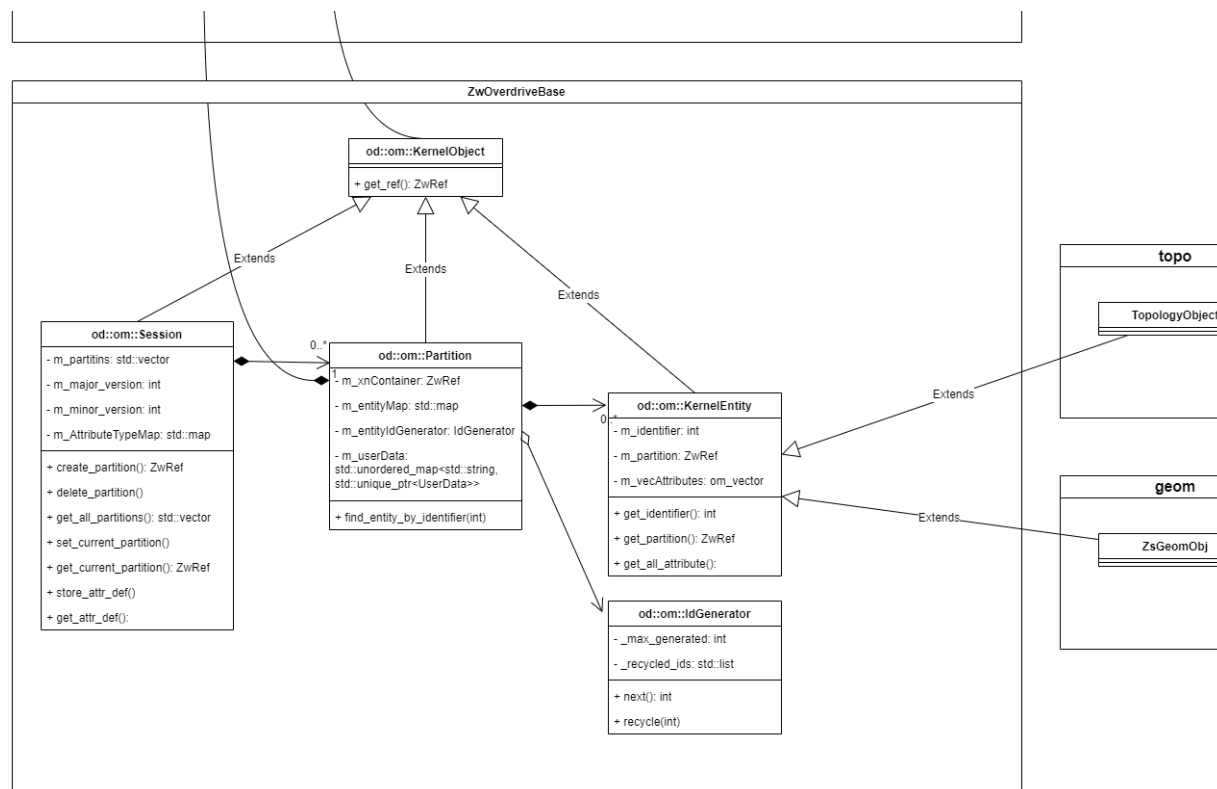 ZwOverdriveBase
od::om::KernelObject
+ get_ref(): ZwRef
Extends
Extends
Extends
od::om::Session
- m_partitins: std::vector
- m_major_version: int
- m_minor_version: int
- m_AttributeTypeMap: std::map
+ create_partition(): ZwRef
+ delete_partition()
+ get_all_partitions(): std::vector
+ set_current_partition()
+ get_current_partition(): ZwRef
+ store_attr_def()
+ get_attr_def():
0..*
1
od::om::Partition
- m_xnContainer: ZwRef
- m_entityMap: std::map
- m_entityIdGenerator: IdGenerator
- m_userData:
std::unordered_map<std::string,
std::unique_ptr<UserData>>
+ find_entity_by_identifier(int)
0..*
od::om::KernelEntity
- m_identifier: int
- m_partition: ZwRef
- m_vecAttributes: om_vector
+ get_identifier(): int
+ get_partition(): ZwRef
+ get_all_attribute():
od::om::IdGenerator
- _max_generated: int
- _recycled_ids: std::list
+ next(): int
+ recycle(int)
Extends
Extends
topo
TopologyObject
geom
ZsGeomObj